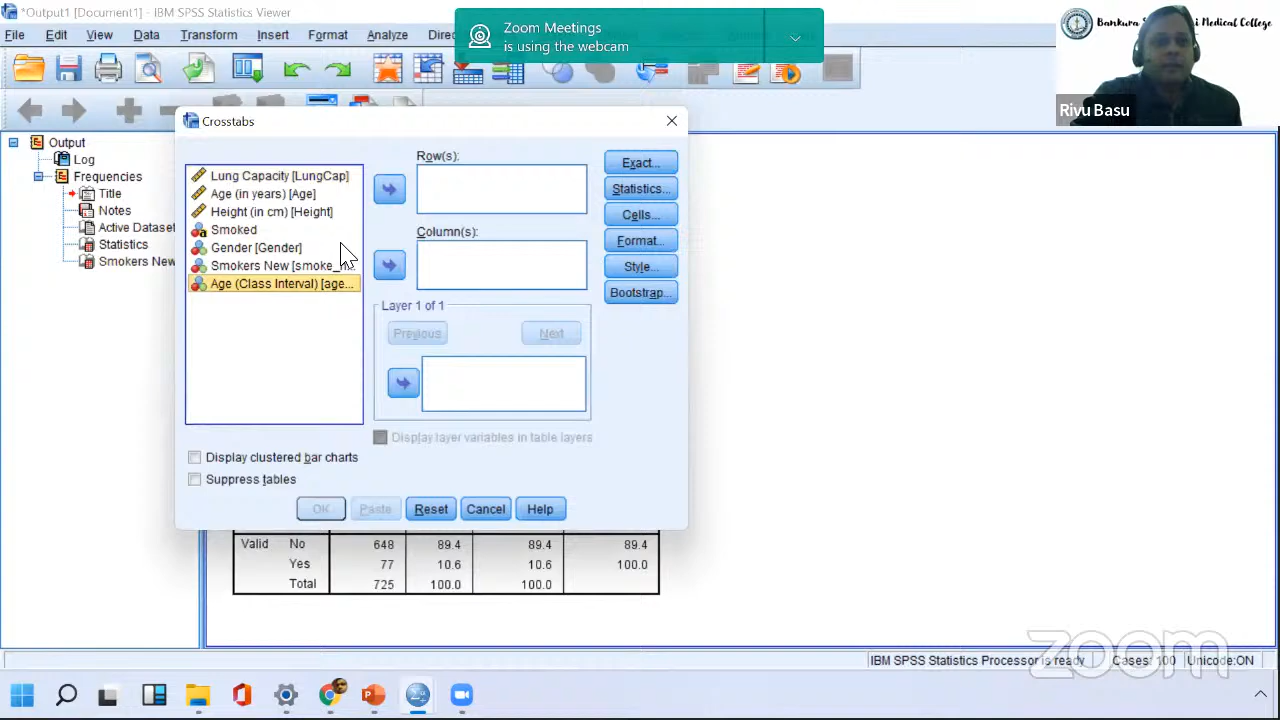 *Output1 [Document1] - IBM SPSS Statistics Viewer
File Edit View Data Transform Insert Format Analyze Direc
Zoom Meetings
is using the webcam
Medical College
Rivu Basu
Output
Log
Frequencies
Title
Notes
Active Dataset
Statistics
Smokers New
Crosstabs
Lung Capacity [LungCap]
Age (in years) [Age]
Height (in cm) [Height]
Smoked
Gender [Gender]
Smokers New [smoke_n...
Age (Class Interval) [age...
Row(s):
Column(s):
Layer 1 of 1
Previous Next
Display layer variables in table layers
Exact...
Statistics...
Cells...
Format...
Style...
Bootstrap...
Display clustered bar charts
Suppress tables
OK Paste Reset Cancel Help
Valid No 648 89.4 89.4 89.4
Yes 77 10.6 10.6 100.0
Total 725 100.0 100.0
zoom
IBM SPSS Statistics Processor is ready Cases: 100 Unicode:ON